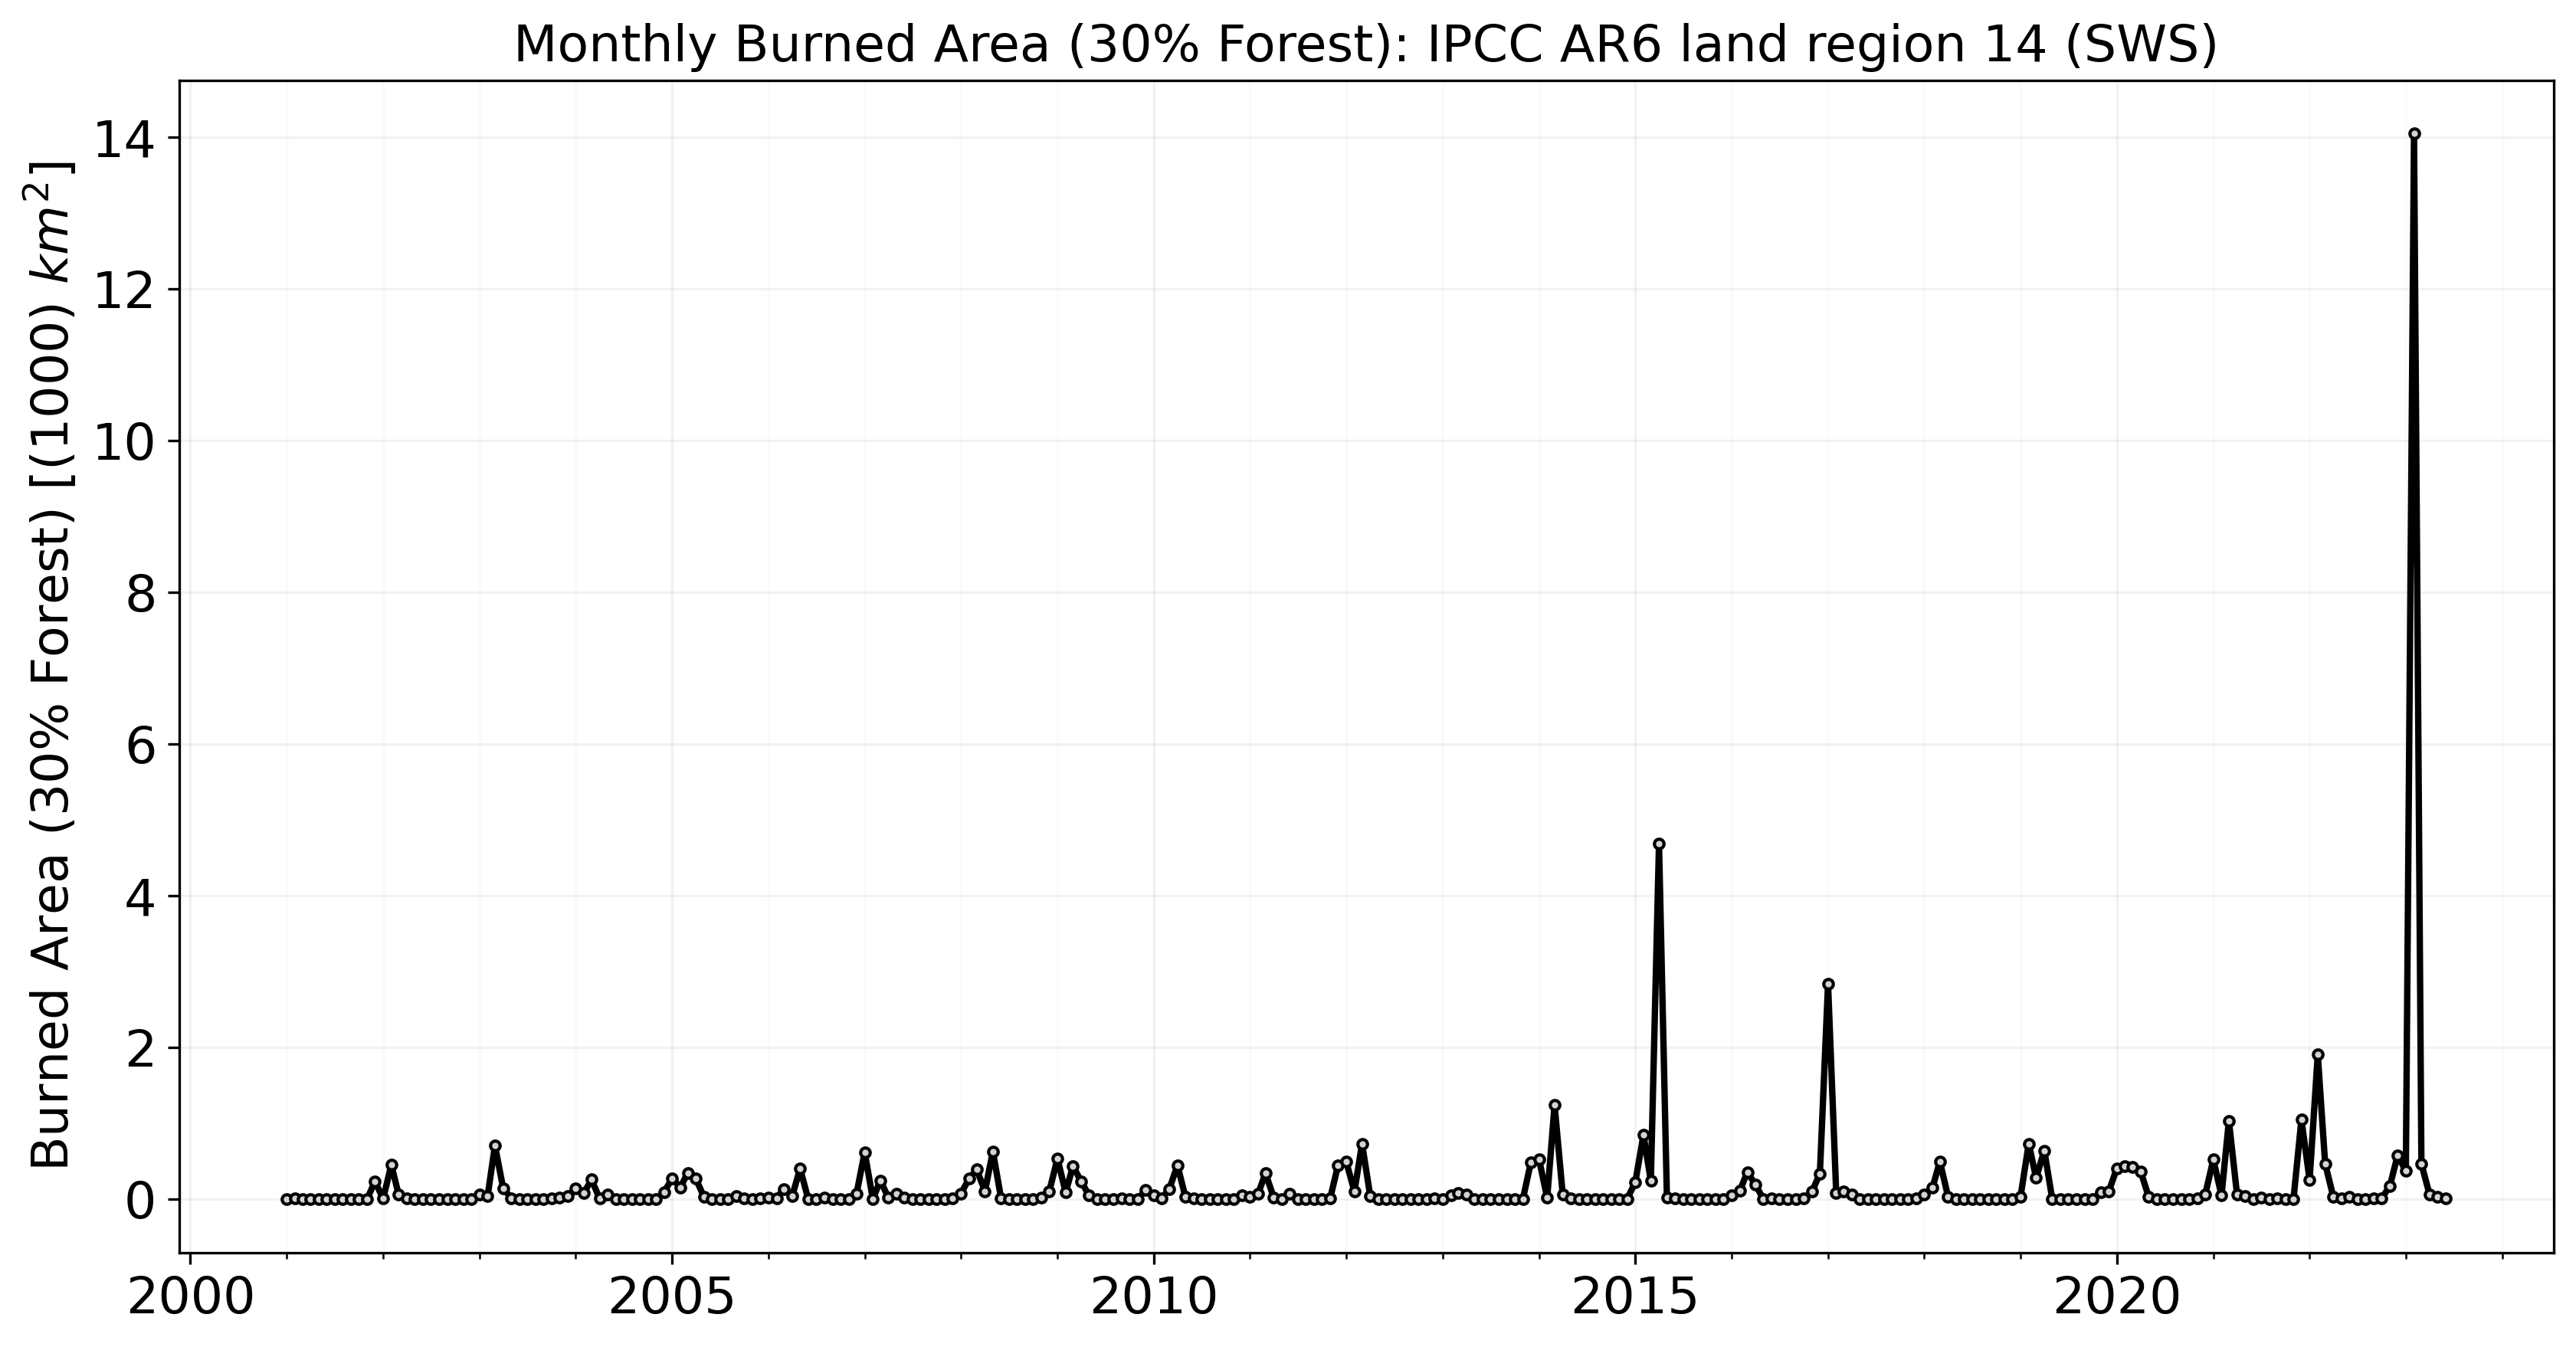 Monthly Burned Area (30% Forest): IPCC AR6 land region 14 (SWS)
Burned Area (30% Forest) [(1000) km²]
14
12
10
8
6
4
2
0
2000 2005 2010 2015 2020